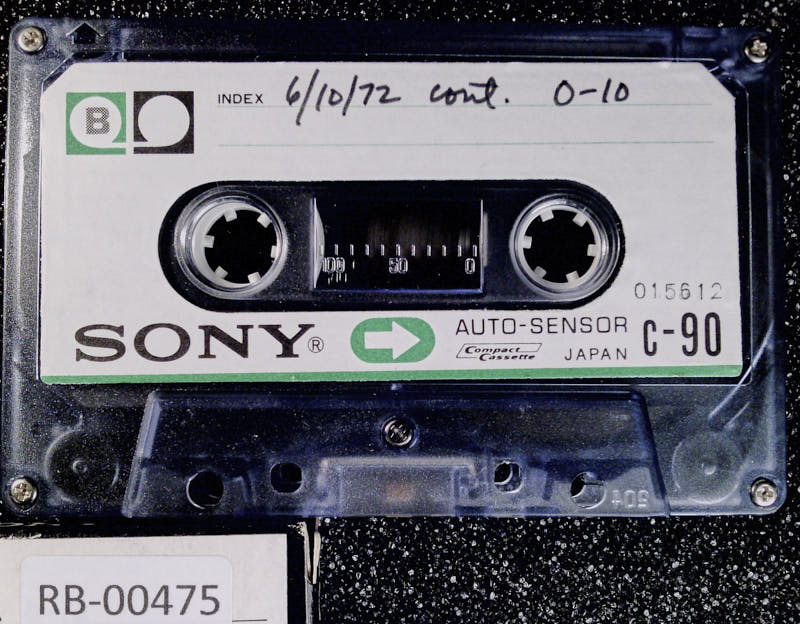 B INDEX 6/10/72 cont. 0-10
100 50 0
015612
SONY® AUTO-SENSOR C-90
Compact Cassette JAPAN
RB-00475